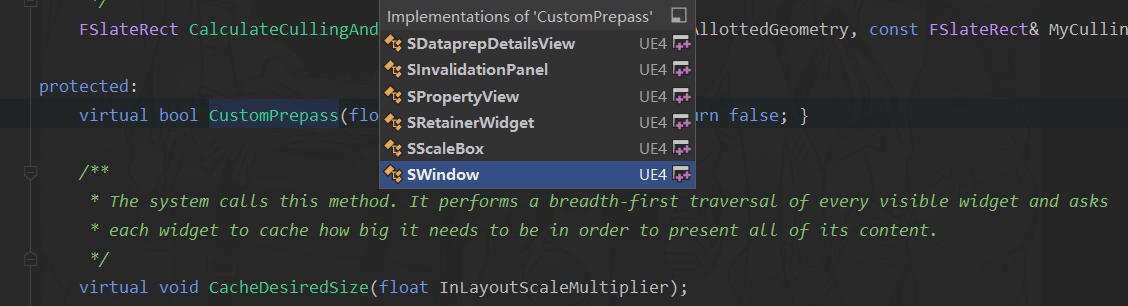 */
FSlateRect CalculateCullingAnd
AllottedGeometry, const FSlateRect& MyCullin
protected:
virtual bool CustomPrepass(flo
urn false; }
Implementations of 'CustomPrepass'
SDataprepDetailsView UE4
SInvalidationPanel UE4
SPropertyView UE4
SRetainerWidget UE4
SScaleBox UE4
SWindow UE4
/**
* The system calls this method. It performs a breadth-first traversal of every visible widget and asks
* each widget to cache how big it needs to be in order to present all of its content.
*/
virtual void CacheDesiredSize(float InLayoutScaleMultiplier);